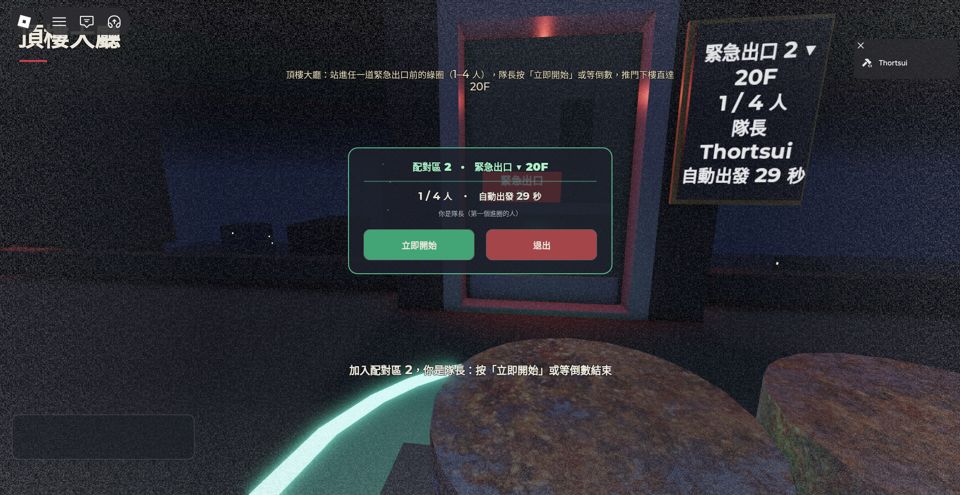 頂樓大廳
頂樓大廳：站進任一道緊急出口前的綠圈（1–4 人），隊長按「立即開始」或等倒數，推門下樓直達
20F
Thortsui
緊急出口 2 ▼
20F
1 / 4 人
隊長
Thortsui
自動出發 29 秒
配對區 2 • 緊急出口 ▼ 20F
緊急出口
1 / 4 人 • 自動出發 29 秒
你是隊長（第一個進圈的人）
立即開始
退出
加入配對區 2，你是隊長：按「立即開始」或等倒數結束